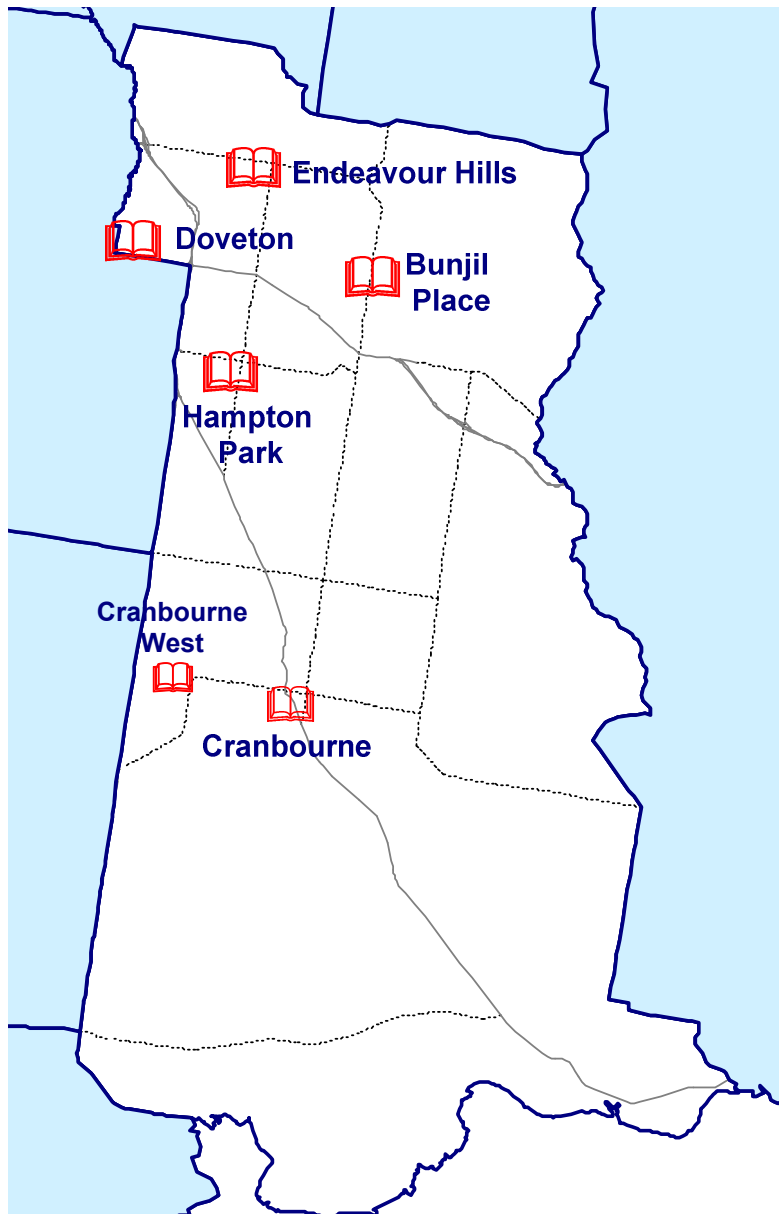 Endeavour Hills
Doveton
Bunjil
Place
Hampton
Park
Cranbourne
West
Cranbourne